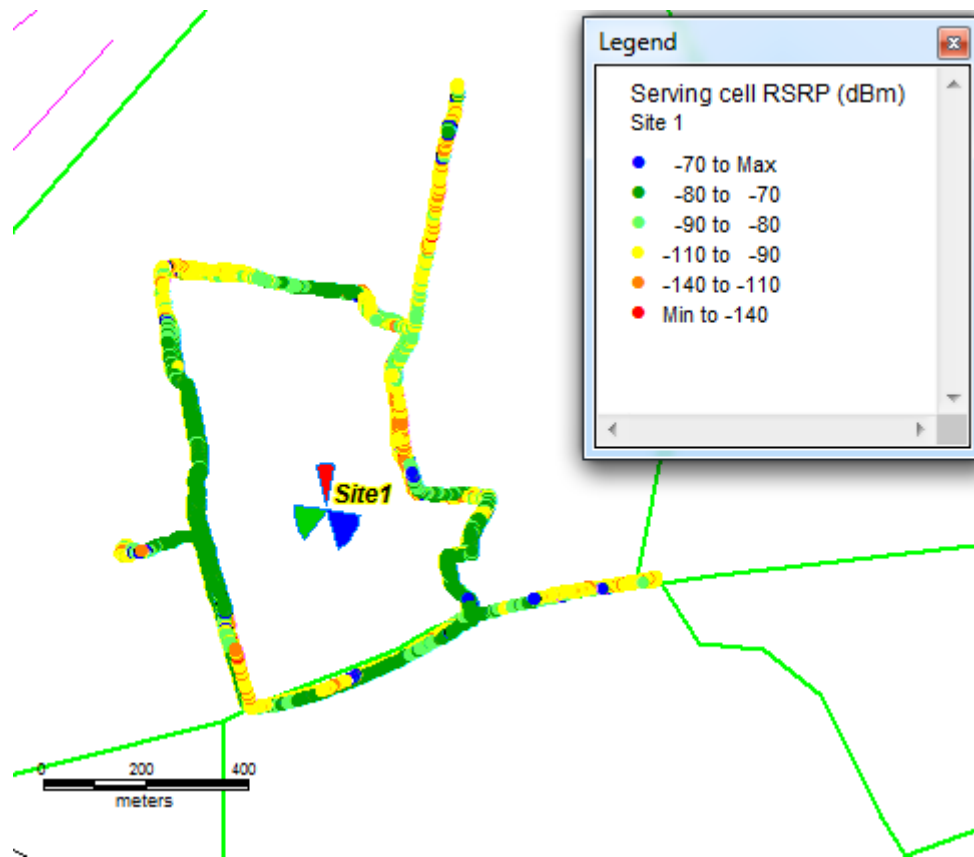 Legend
Serving cell RSRP (dBm)
Site 1
-70 to Max
-80 to -70
-90 to -80
-110 to -90
-140 to -110
Min to -140
Site1
0 200 400
meters